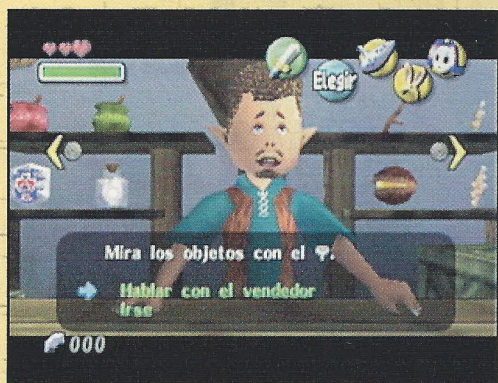 Elegir
Mira los objetos con el
Hablar con el vendedor
Irse
000